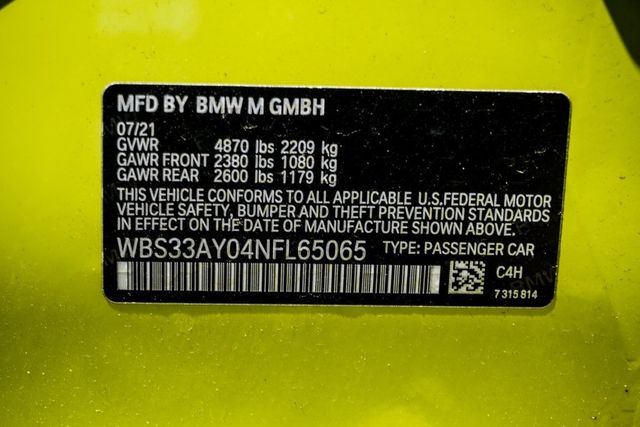 MFD BY BMW M GMBH
07/21
GVWR 4870 lbs 2209 kg
GAWR FRONT 2380 lbs 1080 kg
GAWR REAR 2600 lbs 1179 kg
THIS VEHICLE CONFORMS TO ALL APPLICABLE U.S.FEDERAL MOTOR
VEHICLE SAFETY, BUMPER AND THEFT PREVENTION STANDARDS
IN EFFECT ON THE DATE OF MANUFACTURE SHOWN ABOVE.
WBS33AY04NFL65065 TYPE: PASSENGER CAR
C4H
7 315 814